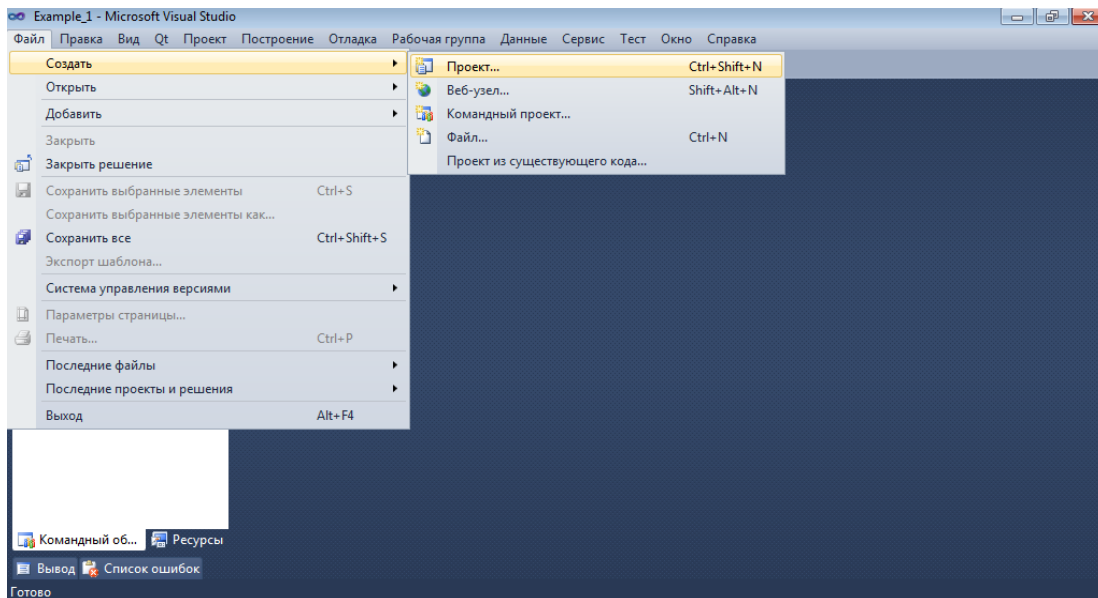 Example_1 - Microsoft Visual Studio
Файл Правка Вид Qt Проект Построение Отладка Рабочая группа Данные Сервис Тест Окно Справка
Создать
Открыть
Добавить
Закрыть
Закрыть решение
Сохранить выбранные элементы Ctrl+S
Сохранить выбранные элементы как...
Сохранить все Ctrl+Shift+S
Экспорт шаблона...
Система управления версиями
Параметры страницы...
Печать... Ctrl+P
Последние файлы
Последние проекты и решения
Выход Alt+F4
Проект... Ctrl+Shift+N
Веб-узел... Shift+Alt+N
Командный проект...
Файл... Ctrl+N
Проект из существующего кода...
Командный об... Ресурсы
Вывод Список ошибок
Готово